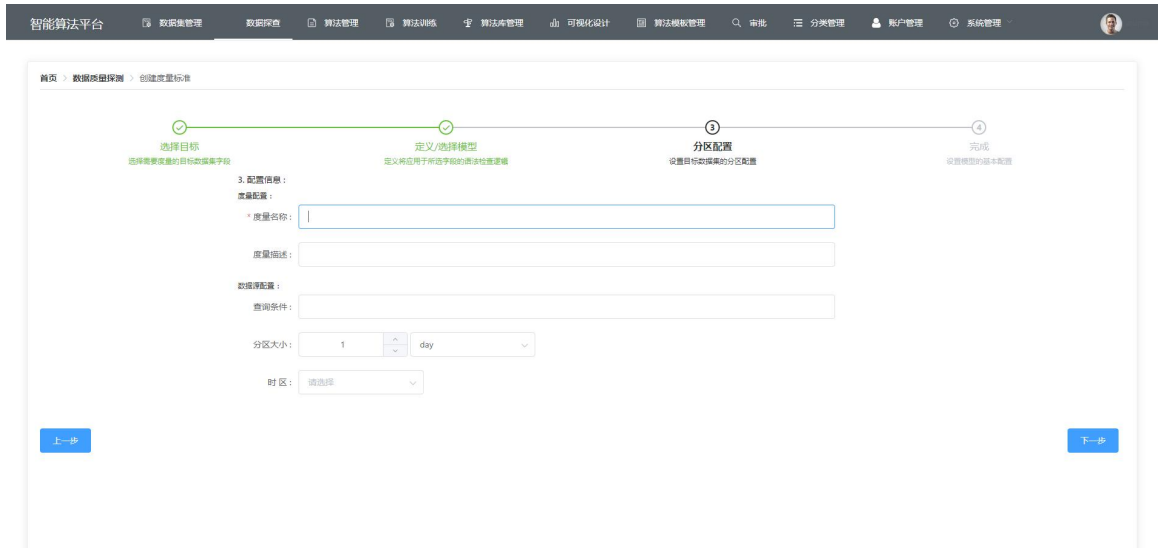 智能算法平台 数据集管理 数据探查 算法管理 算法训练 算法库管理 可视化设计 算法模板管理 审批 分类管理 账户管理 系统管理
首页 > 数据质量探测 > 创建度量标准
3 4
选择目标 定义/选择模型 分区配置 完成
选择需要度量的目标数据集字段 定义将应用于所选字段的语法检查逻辑 设置目标数据集的分区配置 设置模型的基本配置
3. 配置信息：
度量配置：
* 度量名称：
度量描述：
数据源配置：
查询条件：
分区大小： 1 day
时区： 请选择
上一步 下一步